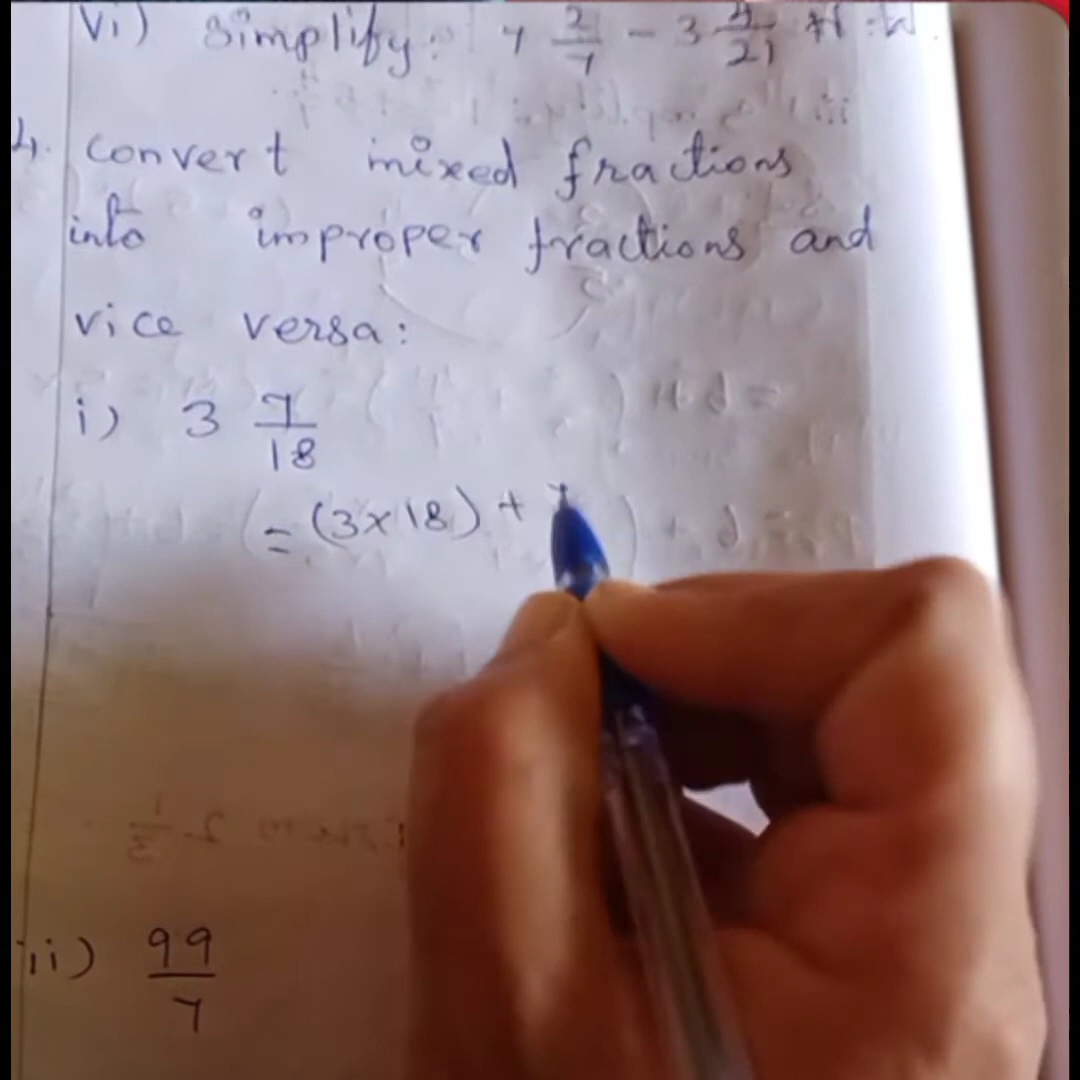 vi) Simplify: 7 2/7 - 3 4/21 H.W
4. convert mixed fractions
into improper fractions and
vice versa:
i) 3 7/18
= (3×18) + 7
ii) 99/7